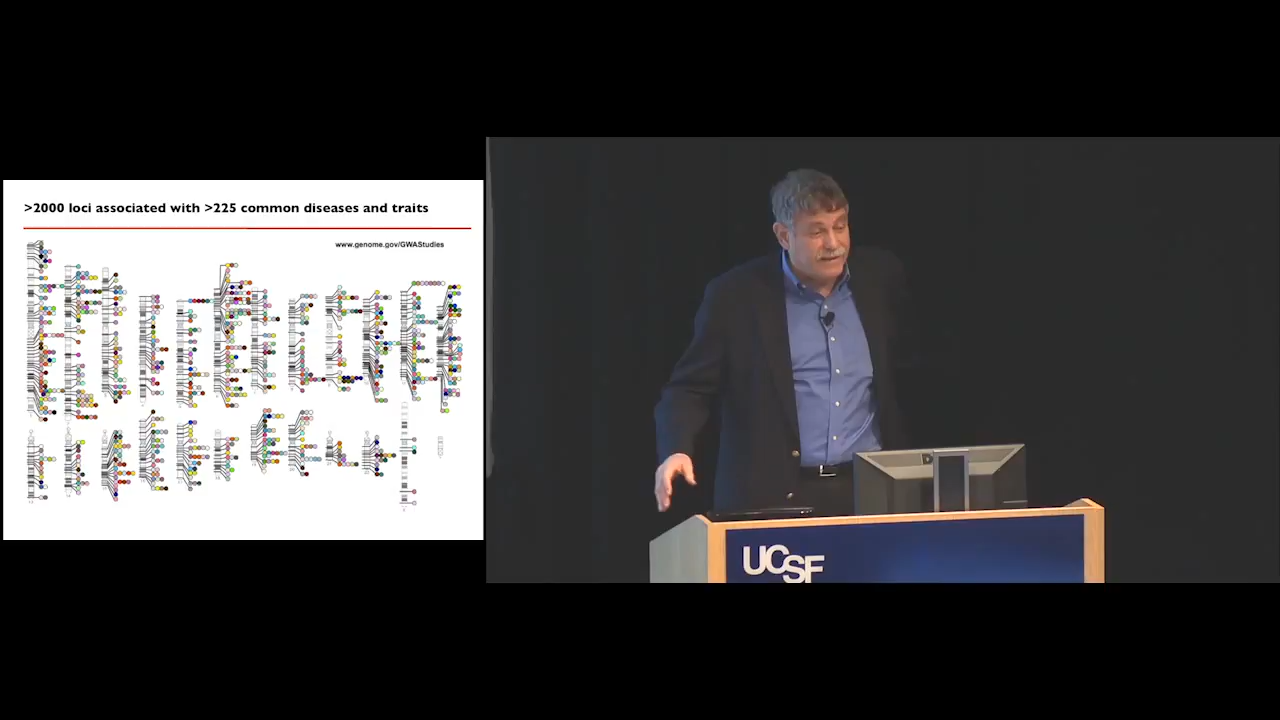 >2000 loci associated with >225 common diseases and traits
www.genome.gov/GWAStudies
UCSF